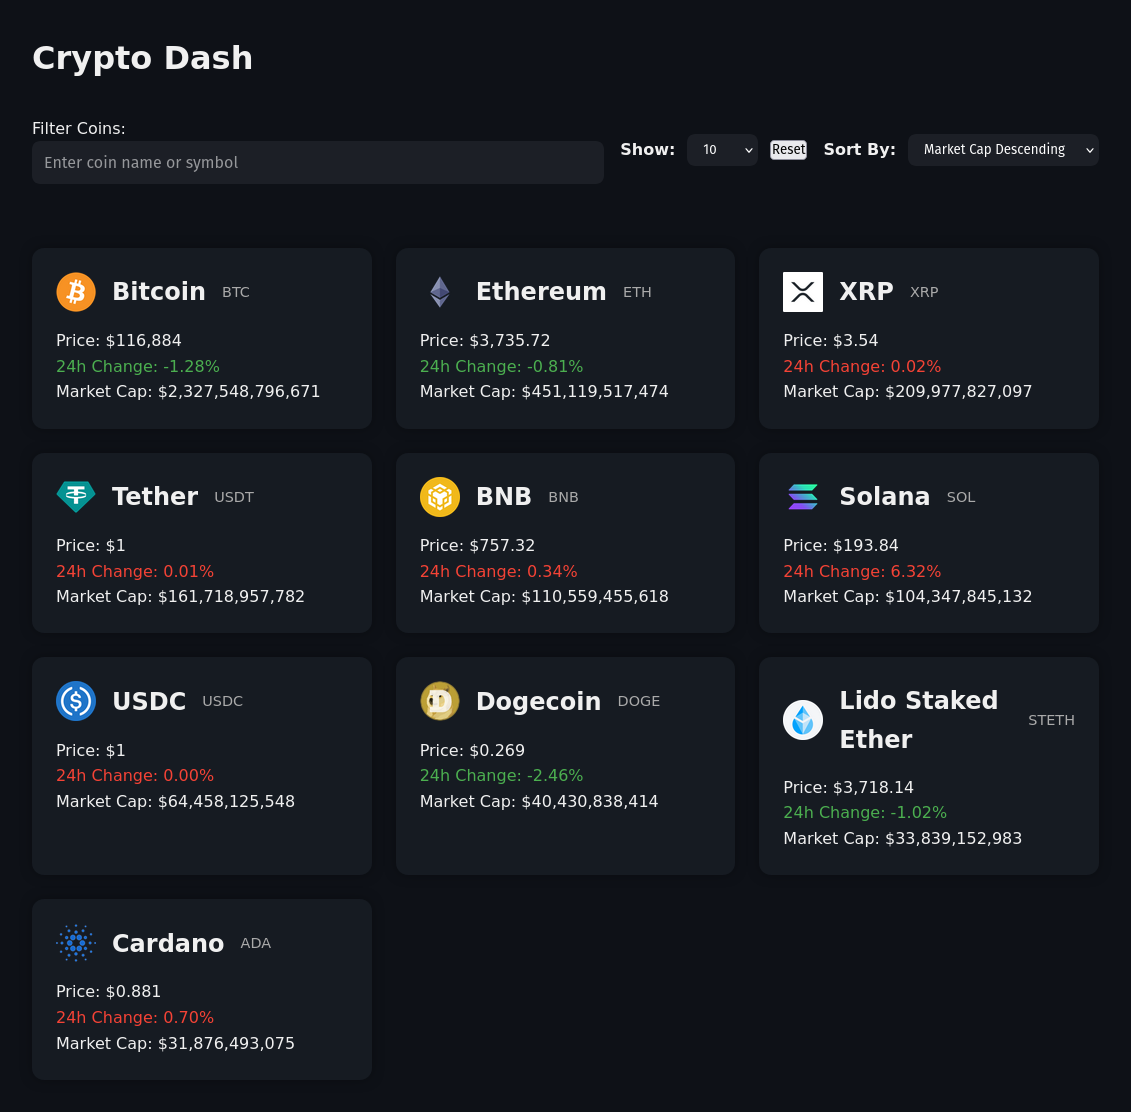 Crypto Dash
Filter Coins:
Enter coin name or symbol
Show: 10 Reset Sort By: Market Cap Descending
Bitcoin BTC
Price: $116,884
24h Change: -1.28%
Market Cap: $2,327,548,796,671
Ethereum ETH
Price: $3,735.72
24h Change: -0.81%
Market Cap: $451,119,517,474
XRP XRP
Price: $3.54
24h Change: 0.02%
Market Cap: $209,977,827,097
Tether USDT
Price: $1
24h Change: 0.01%
Market Cap: $161,718,957,782
BNB BNB
Price: $757.32
24h Change: 0.34%
Market Cap: $110,559,455,618
Solana SOL
Price: $193.84
24h Change: 6.32%
Market Cap: $104,347,845,132
USDC USDC
Price: $1
24h Change: 0.00%
Market Cap: $64,458,125,548
Dogecoin DOGE
Price: $0.269
24h Change: -2.46%
Market Cap: $40,430,838,414
Lido Staked
Ether STETH
Price: $3,718.14
24h Change: -1.02%
Market Cap: $33,839,152,983
Cardano ADA
Price: $0.881
24h Change: 0.70%
Market Cap: $31,876,493,075